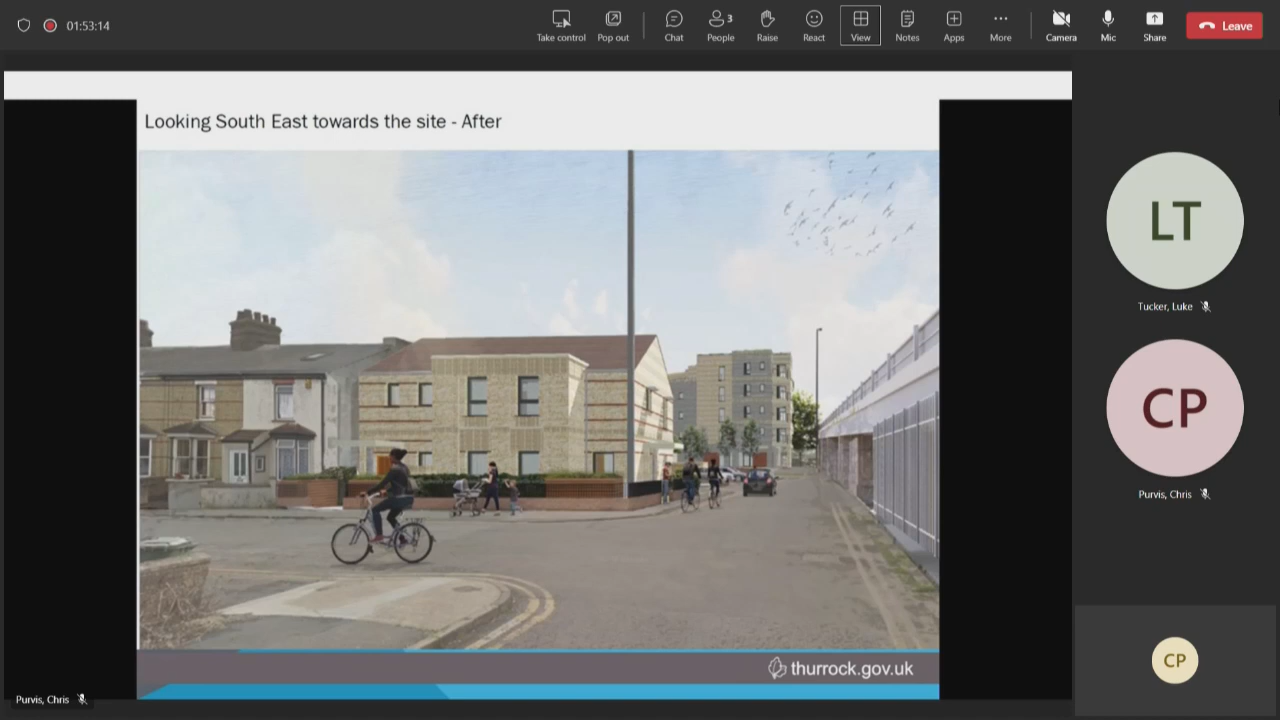 01:53:14
Take control
Pop out
Chat
3
People
Raise
React
View
Notes
Apps
More
Camera
Mic
Share
Leave
Looking South East towards the site - After
LT
Tucker, Luke
CP
Purvis, Chris
CP
thurrock.gov.uk
Purvis, Chris